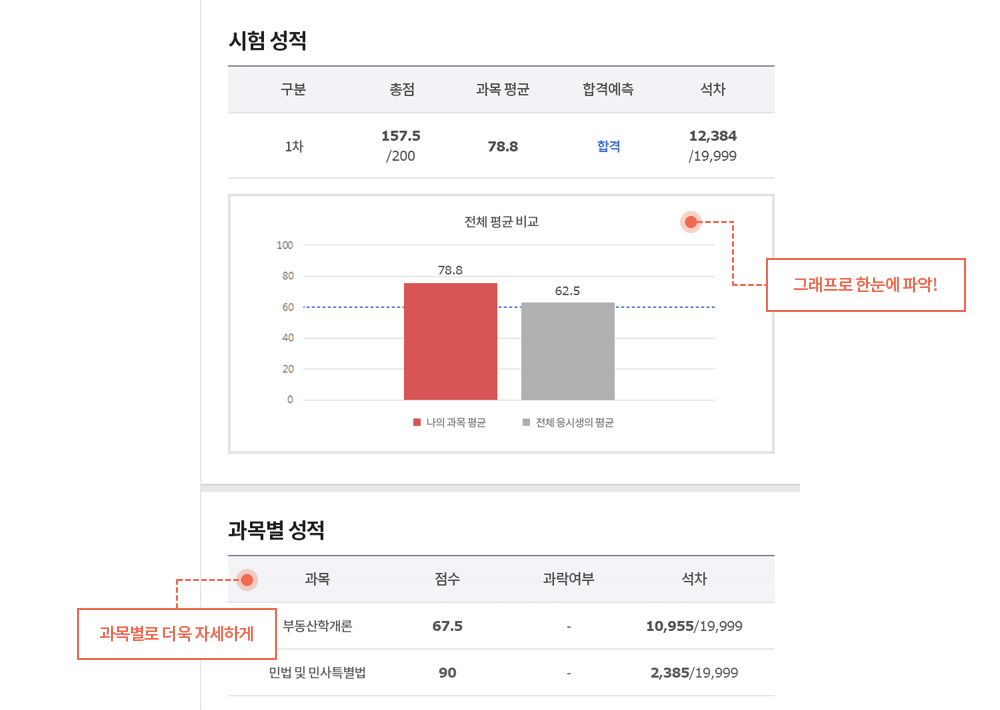 시험 성적
구분 총점 과목 평균 합격예측 석차
1차 157.5 /200 78.8 합격 12,384 /19,999
전체 평균 비교
그래프로 한눈에 파악!
100
80
60
40
20
0
78.8
62.5
나의 과목 평균 전체 응시생의 평균
과목별 성적
과목 점수 과락여부 석차
과목별로 더욱 자세하게
부동산학개론 67.5 - 10,955/19,999
민법 및 민사특별법 90 - 2,385/19,999